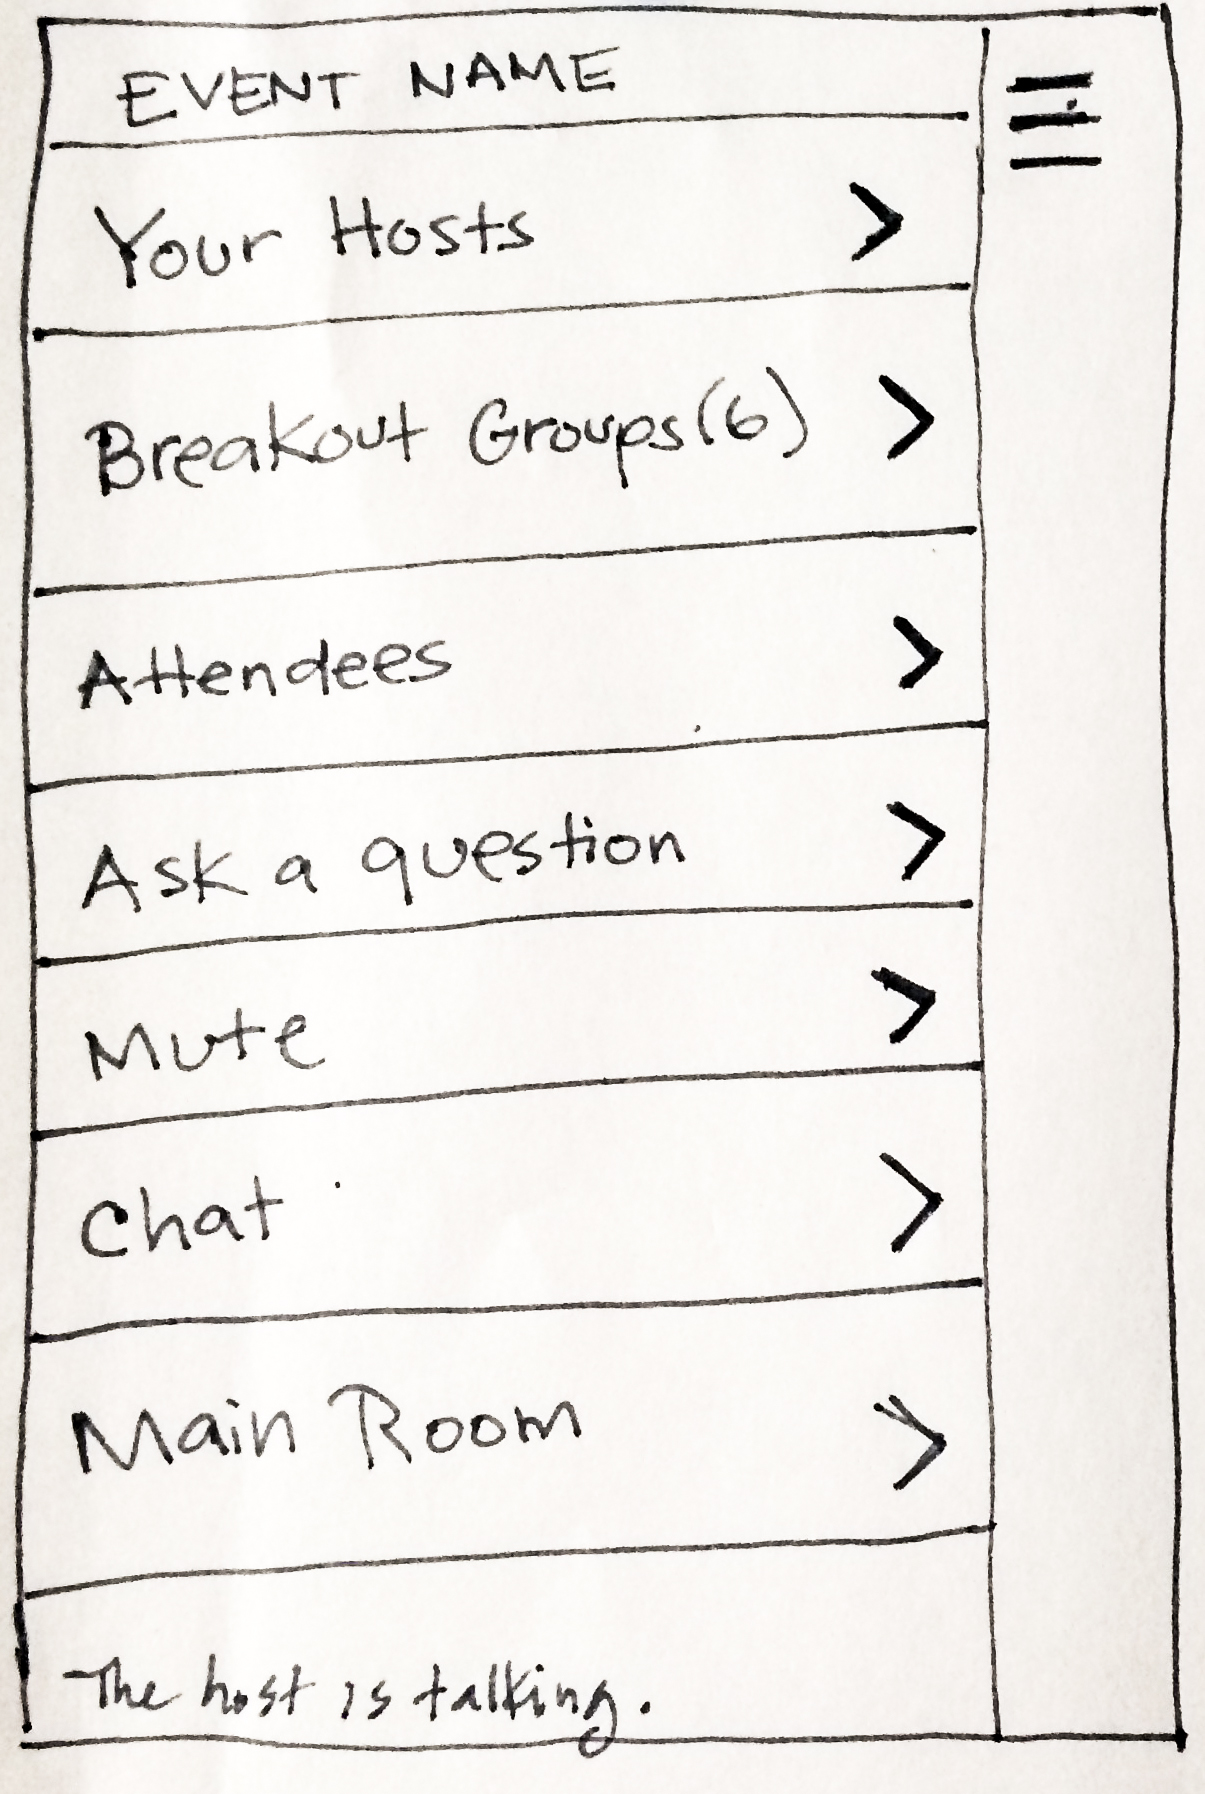 EVENT NAME
Your Hosts
Breakout Groups (6)
Attendees
Ask a question
Mute
Chat
Main Room
The host is talking.